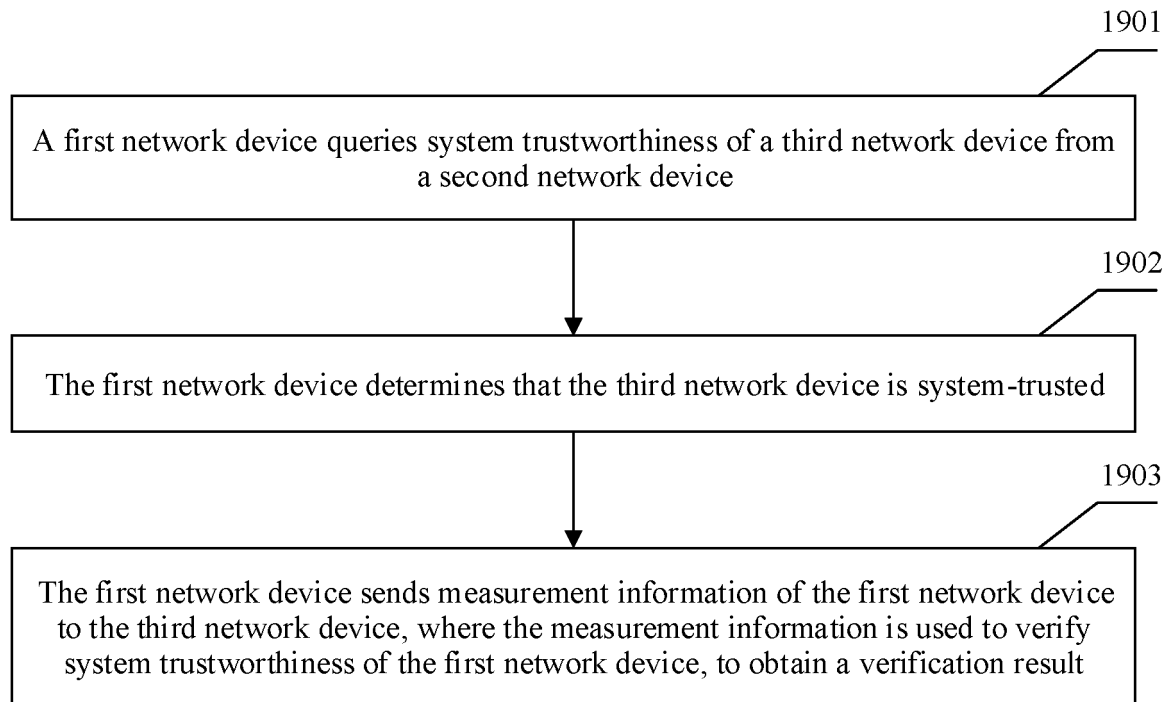 1901
A first network device queries system trustworthiness of a third network device from
a second network device
1902
The first network device determines that the third network device is system-trusted
1903
The first network device sends measurement information of the first network device
to the third network device, where the measurement information is used to verify
system trustworthiness of the first network device, to obtain a verification result